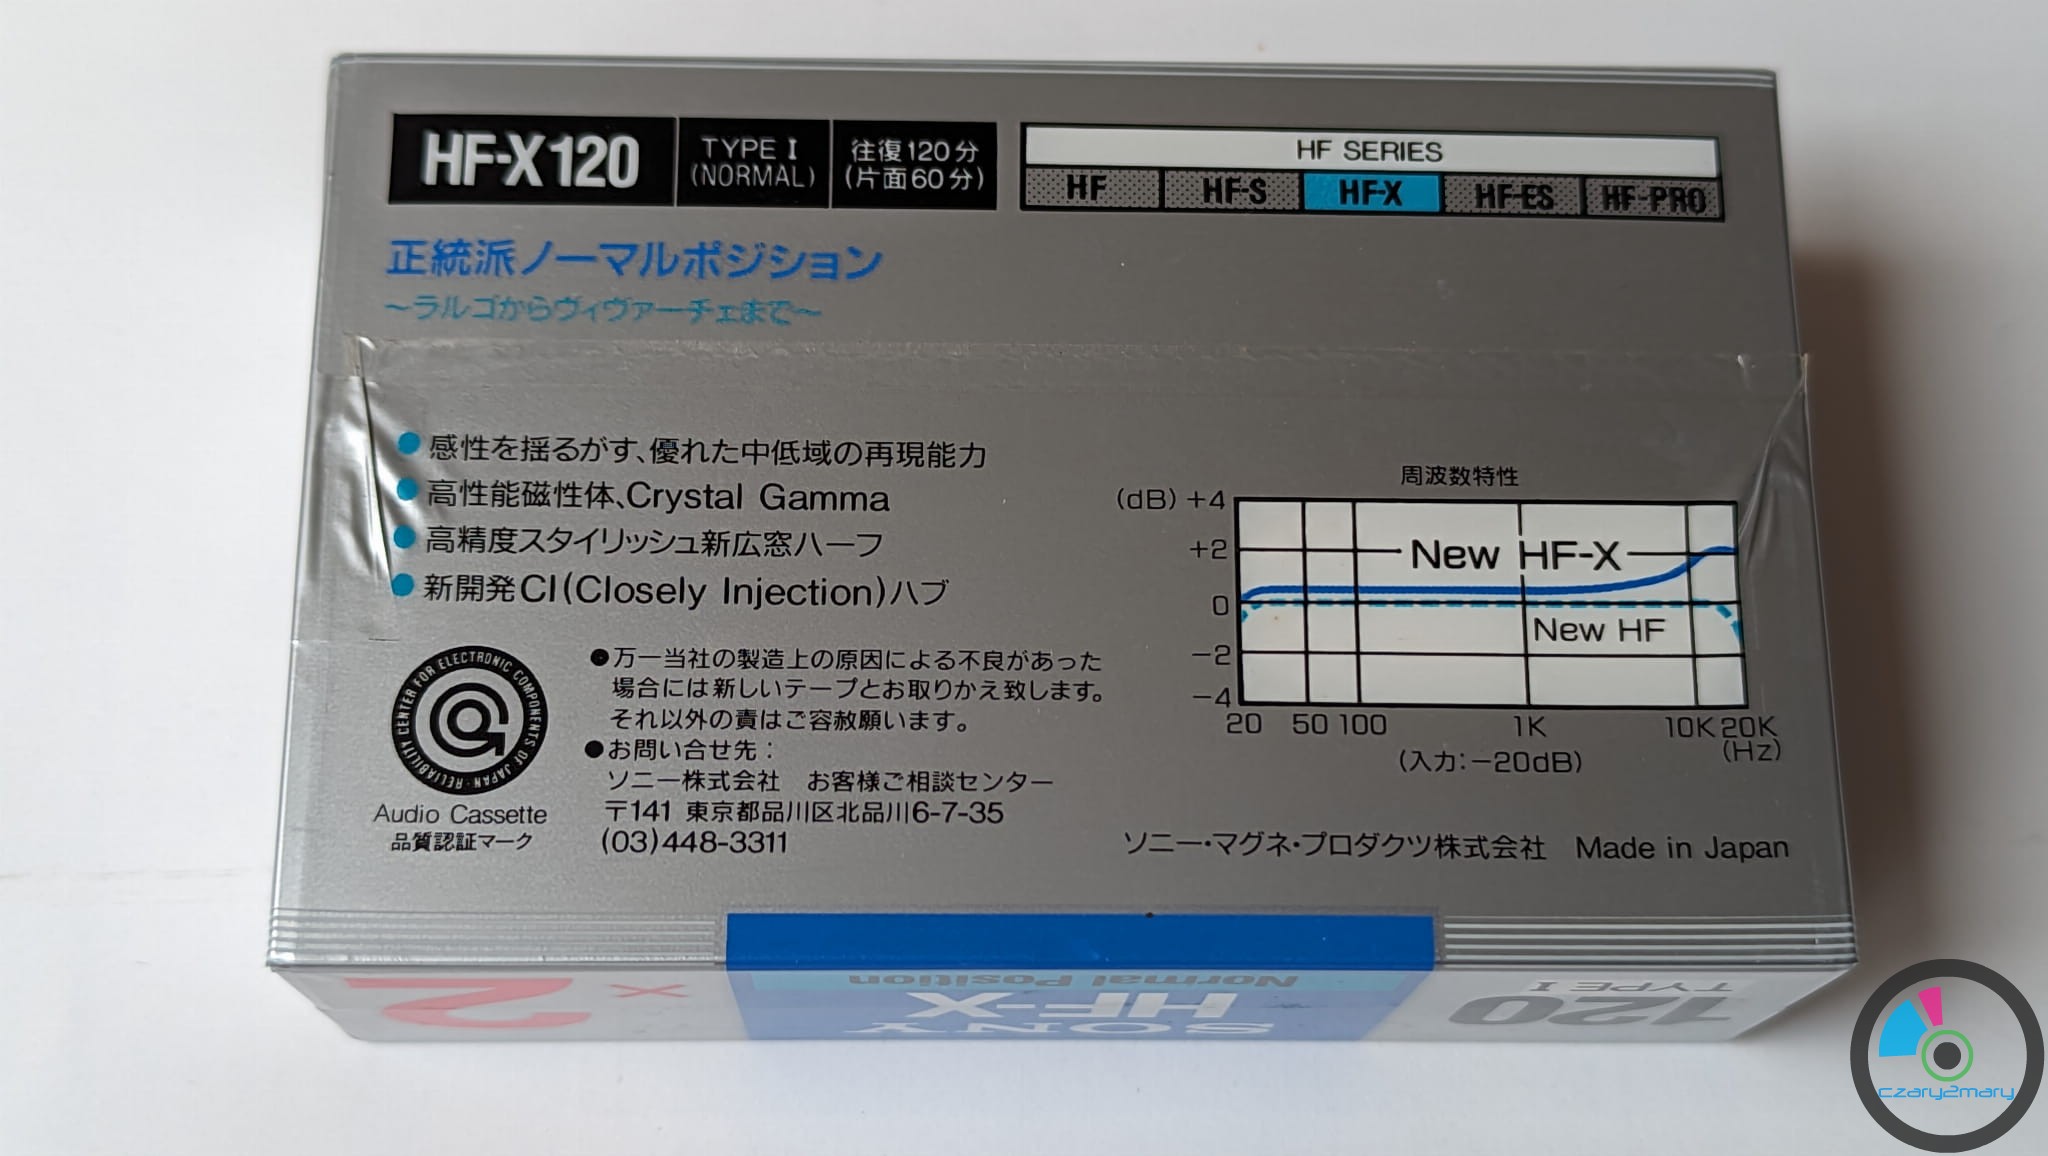 HF-X120
TYPE I
(NORMAL)
往復120分
(片面60分)
HF SERIES
HF HF-S HF-X HF-ES HF-PRO
正統派ノーマルポジション
〜ラルゴからヴィヴァーチェまで〜
●感性を揺るがす、優れた中低域の再現能力
●高性能磁性体、Crystal Gamma
●高精度スタイリッシュ新広窓ハーフ
●新開発CI(Closely Injection)ハブ
周波数特性
(dB) +4
+2
0
−2
−4
New HF-X
New HF
20 50 100 1K 10K 20K
(Hz)
(入力:−20dB)
RELIABILITY CENTER FOR ELECTRONIC COMPONENTS OF JAPAN
Audio Cassette
品質認証マーク
●万一当社の製造上の原因による不良があった
場合には新しいテープとお取りかえ致します。
それ以外の責はご容赦願います。
●お問い合せ先：
ソニー株式会社 お客様ご相談センター
〒141 東京都品川区北品川6-7-35
(03)448-3311
ソニー・マグネ・プロダクツ株式会社 Made in Japan
SONY
HF-X
Normal Position
120
TYPE I
×2
czary2mary